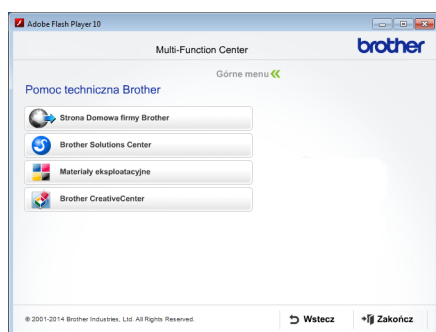 Adobe Flash Player 10
Multi-Function Center
brother
Górne menu
Pomoc techniczna Brother
Strona Domowa firmy Brother
Brother Solutions Center
Materiały eksploatacyjne
Brother CreativeCenter
© 2001-2014 Brother Industries, Ltd. All Rights Reserved.
Wstecz
Zakończ